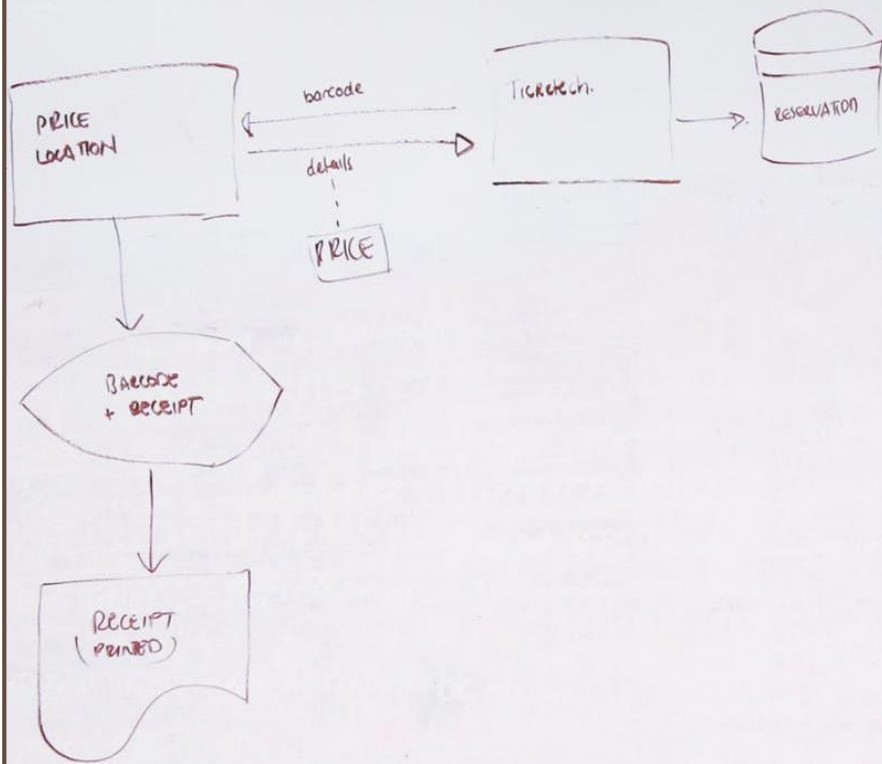 PRICE
LOCATION
barcode
details
PRICE
Ticketech.
RESERVATION
BARCODE
+ RECEIPT
RECEIPT
(PRINTED)